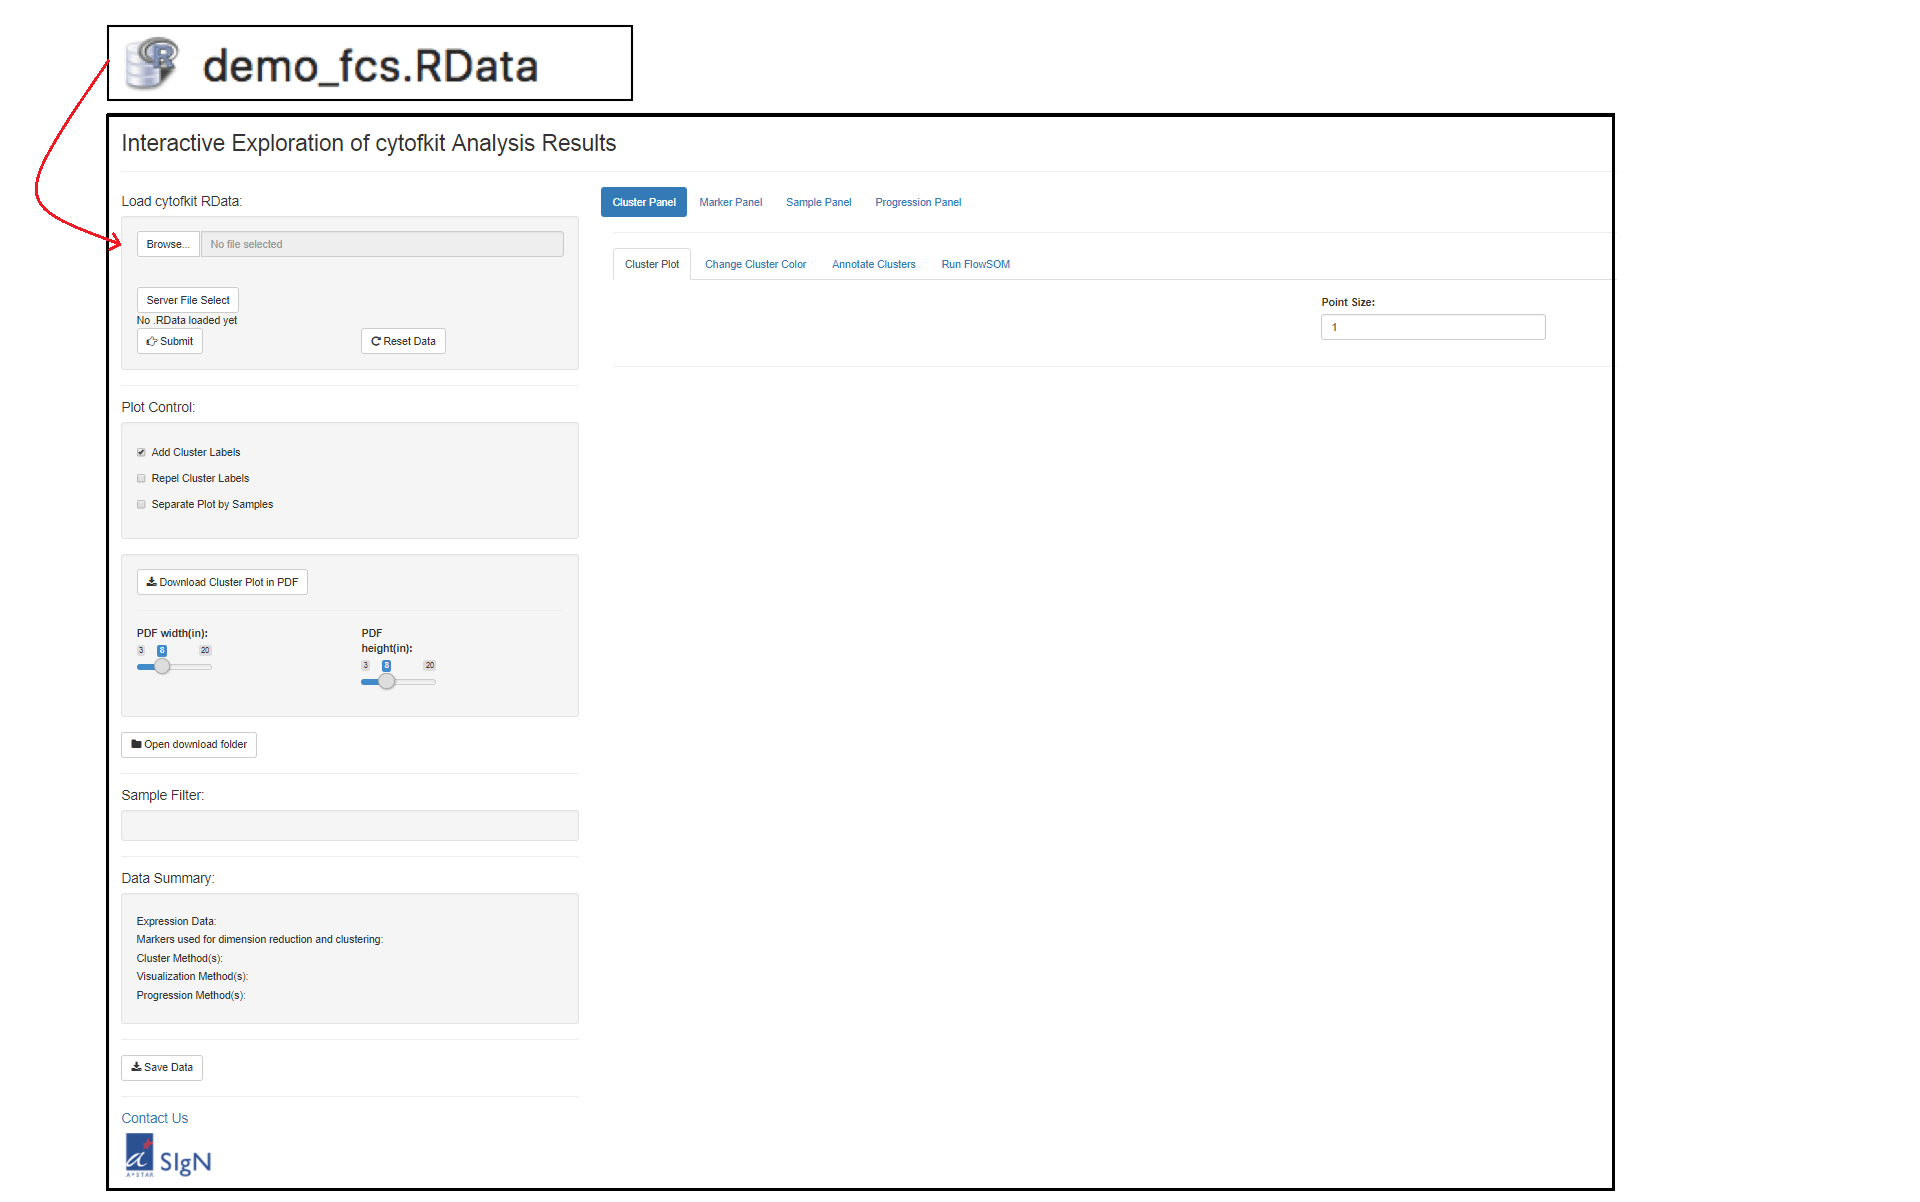 demo_fcs.RData
Interactive Exploration of cytofkit Analysis Results
Load cytofkit RData:
Browse... No file selected
Server File Select
No .RData loaded yet
Submit Reset Data
Plot Control:
Add Cluster Labels
Repel Cluster Labels
Separate Plot by Samples
Download Cluster Plot in PDF
PDF width(in):
3 8 20
PDF
height(in):
3 8 20
Open download folder
Sample Filter:
Data Summary:
Expression Data:
Markers used for dimension reduction and clustering:
Cluster Method(s):
Visualization Method(s):
Progression Method(s):
Save Data
Contact Us
a
A*STAR
SIgN
Cluster Panel Marker Panel Sample Panel Progression Panel
Cluster Plot Change Cluster Color Annotate Clusters Run FlowSOM
Point Size:
1